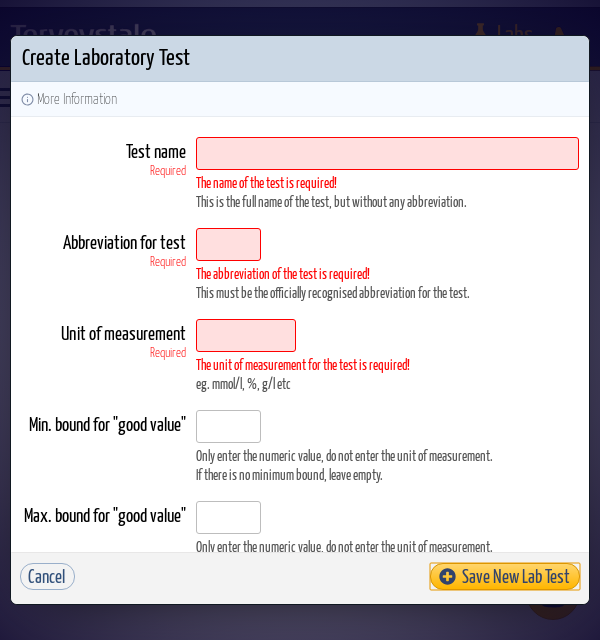 Terveystalo
Labs
Create Laboratory Test
More Information
Test name
Required
The name of the test is required!
This is the full name of the test, but without any abbreviation.
Abbreviation for test
Required
The abbreviation of the test is required!
This must be the officially recognised abbreviation for the test.
Unit of measurement
Required
The unit of measurement for the test is required!
eg. mmol/l, %, g/l etc
Min. bound for "good value"
Only enter the numeric value, do not enter the unit of measurement.
If there is no minimum bound, leave empty.
Max. bound for "good value"
Only enter the numeric value, do not enter the unit of measurement.
Cancel
Save New Lab Test